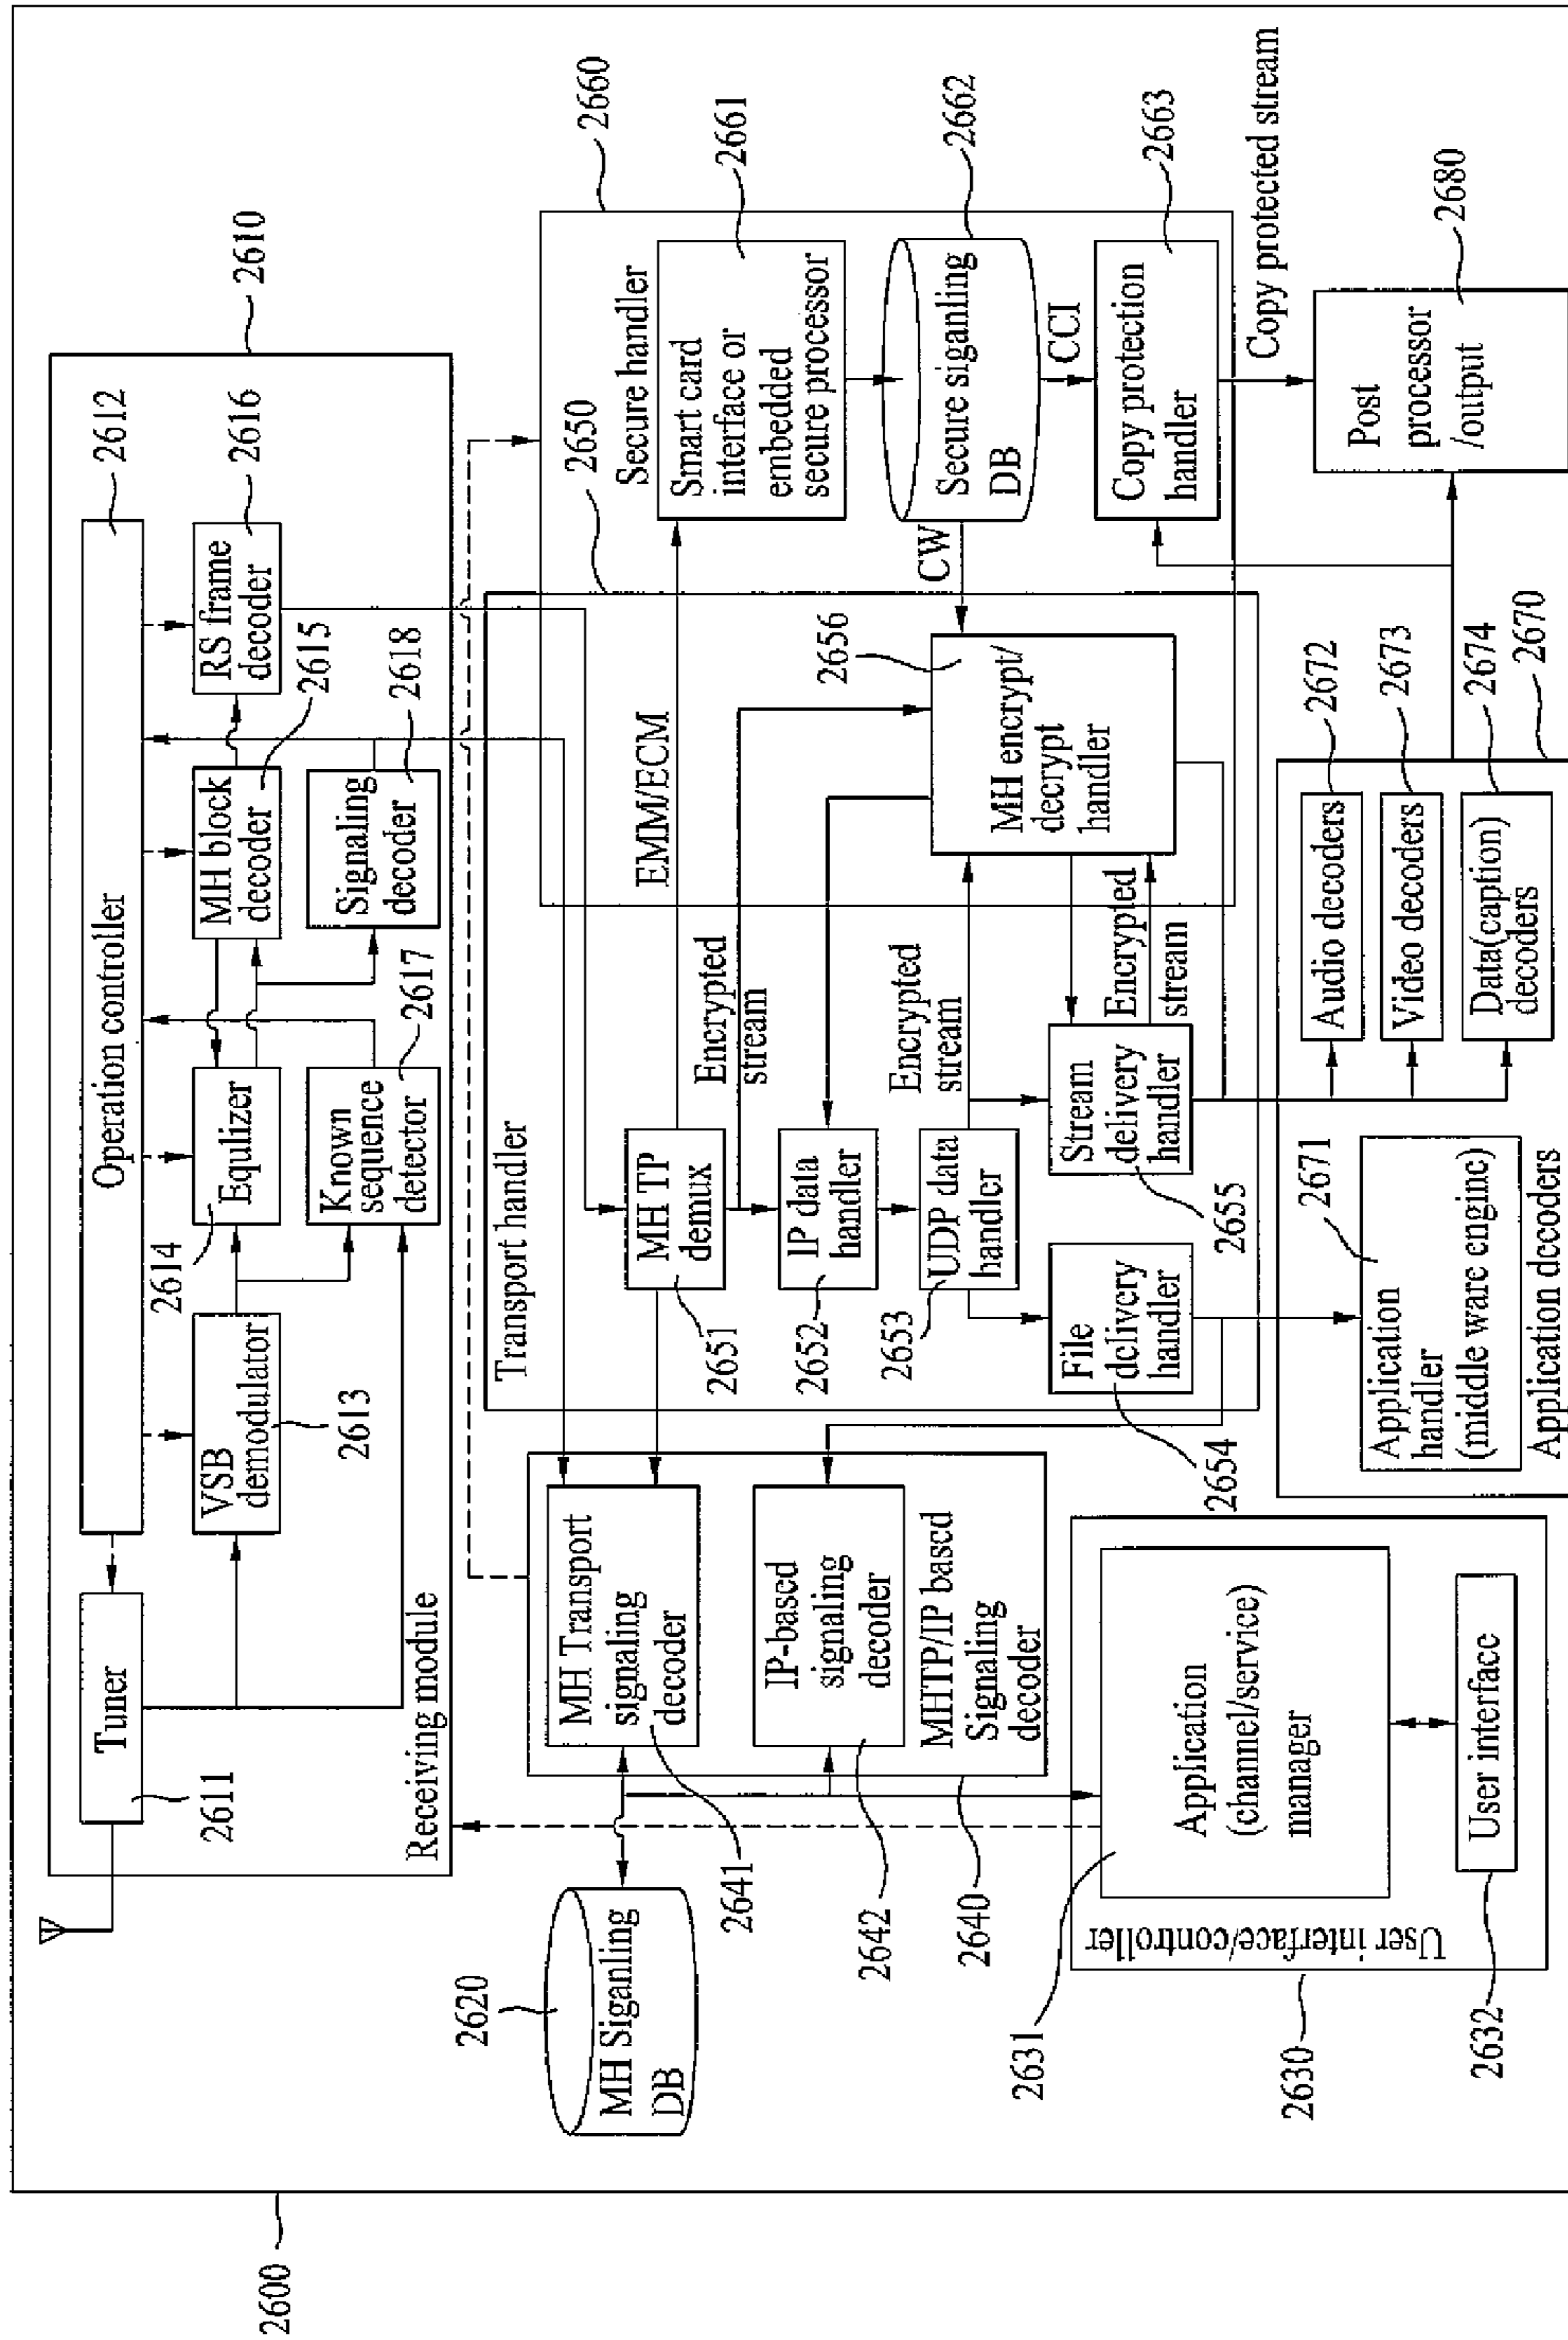 2600
2610
2612
Operation controller
2611
Tuner
VSB
demodulator
2613
2614
Equlizer
MH block
decoder
2615
RS frame
decoder
2616
Known
sequence
detector
2617
Signaling
decoder
2618
Receiving module
2620
MH Siganling
DB
MH Transport
signaling
decoder
2641
IP-based
signaling
decoder
2642
MHTP/IP based
Signaling
decoder
2640
Transport handler
2650
MH TP
demux
2651
EMM/ECM
Encrypted
stream
IP data
handler
2652
UDP data
handler
2653
Encrypted
stream
File
delivery
handler
2654
Stream
delivery
handler
2655
Encrypted
stream
2656
MH encrypt/
decrypt
handler
CW
Secure handler
2660
Smart card
interface or
embedded
secure processor
2661
Secure siganling
DB
2662
CCI
Copy protection
handler
2663
Copy protected stream
Post
processor
/output
2680
User interface/controller
2630
2631
Application
(channel/service)
manager
User interface
2632
2671
Application
handler
(middle ware engine)
Application decoders
Audio decoders
2672
Video decoders
2673
Data(caption)
decoders
2674
2670